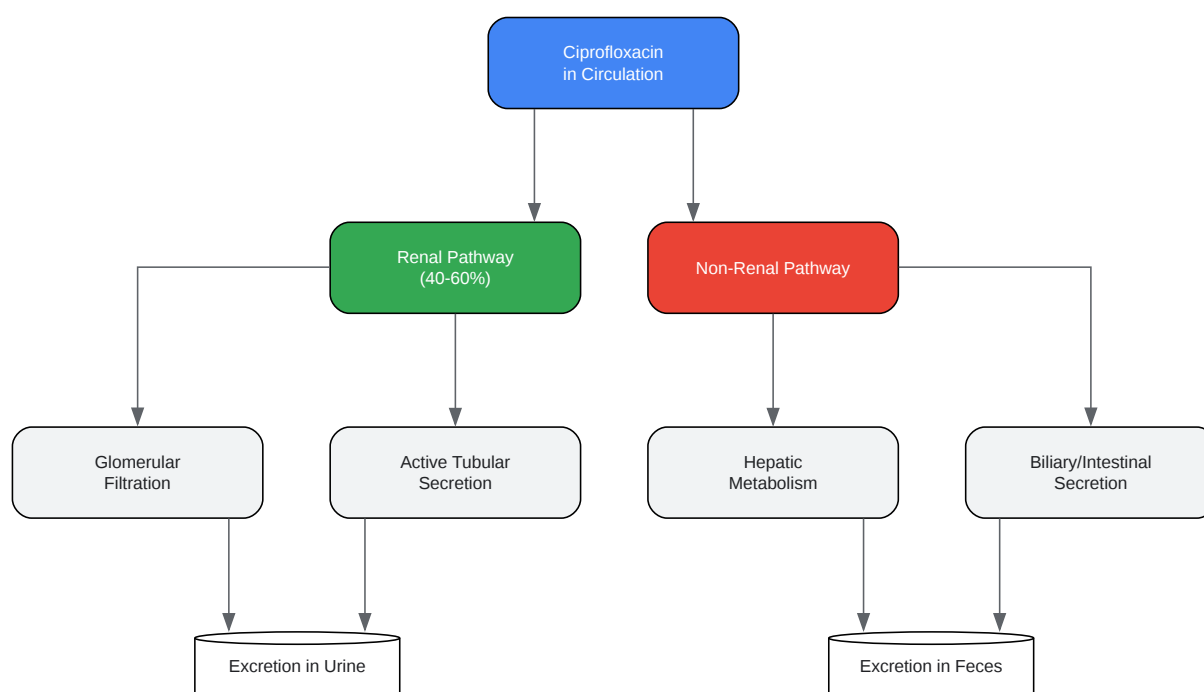 Ciprofloxacin
in Circulation
Renal Pathway
(40-60%)
Non-Renal Pathway
Glomerular
Filtration
Active Tubular
Secretion
Hepatic
Metabolism
Biliary/Intestinal
Secretion
Excretion in Urine
Excretion in Feces